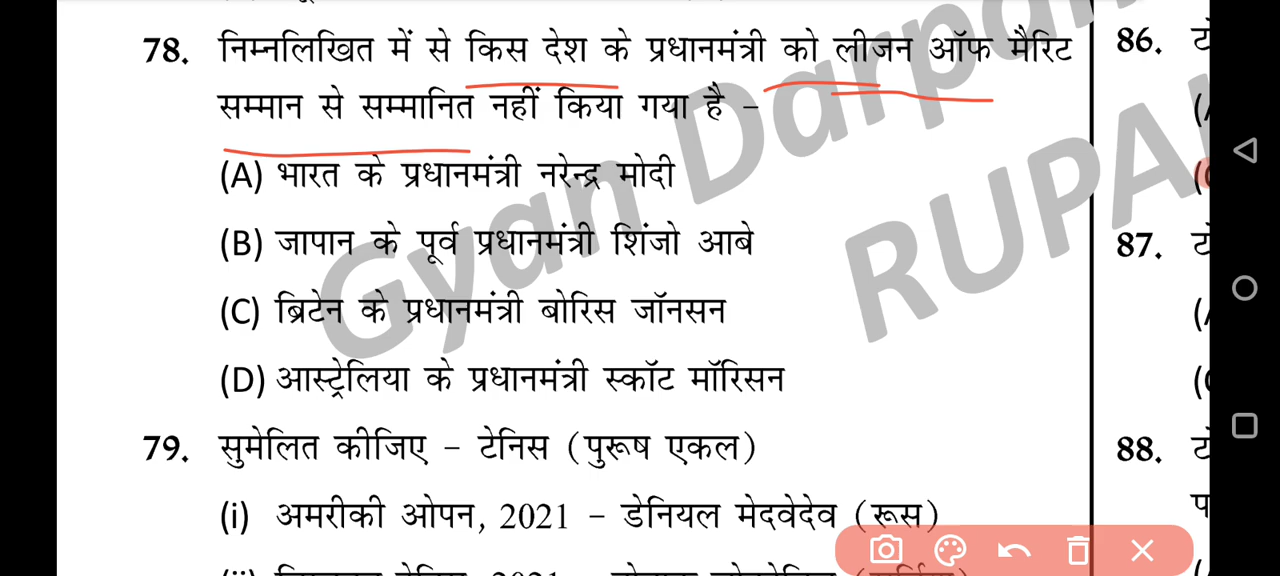 78. निम्नलिखित में से किस देश के प्रधानमंत्री को लीजन ऑफ मैरिट
सम्मान से सम्मानित नहीं किया गया है –
(A) भारत के प्रधानमंत्री नरेन्द्र मोदी
(B) जापान के पूर्व प्रधानमंत्री शिंजो आबे
(C) ब्रिटेन के प्रधानमंत्री बोरिस जॉनसन
(D) आस्ट्रेलिया के प्रधानमंत्री स्कॉट मॉरिसन
79. सुमेलित कीजिए – टेनिस (पुरूष एकल)
(i) अमरीकी ओपन, 2021 – डेनियल मेदवेदेव (रूस)
86.
87.
88.
Gyan Darpan
RUPA